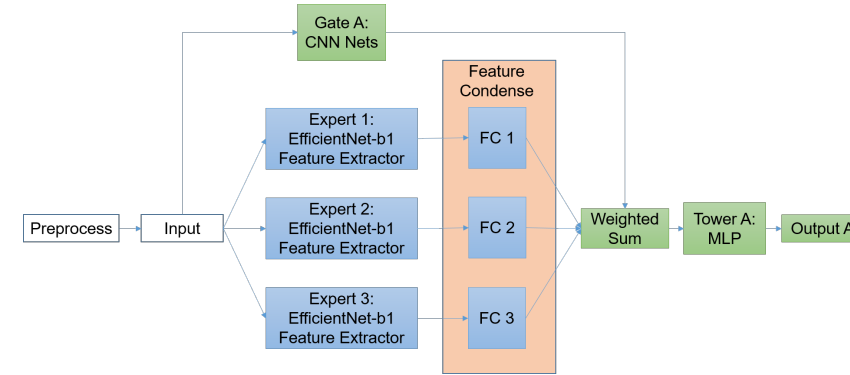 Gate A:
CNN Nets
Feature
Condense
Expert 1:
EfficientNet-b1
Feature Extractor
FC 1
Expert 2:
EfficientNet-b1
Feature Extractor
FC 2
Preprocess
Input
Weighted
Sum
Tower A:
MLP
Output A
Expert 3:
EfficientNet-b1
Feature Extractor
FC 3